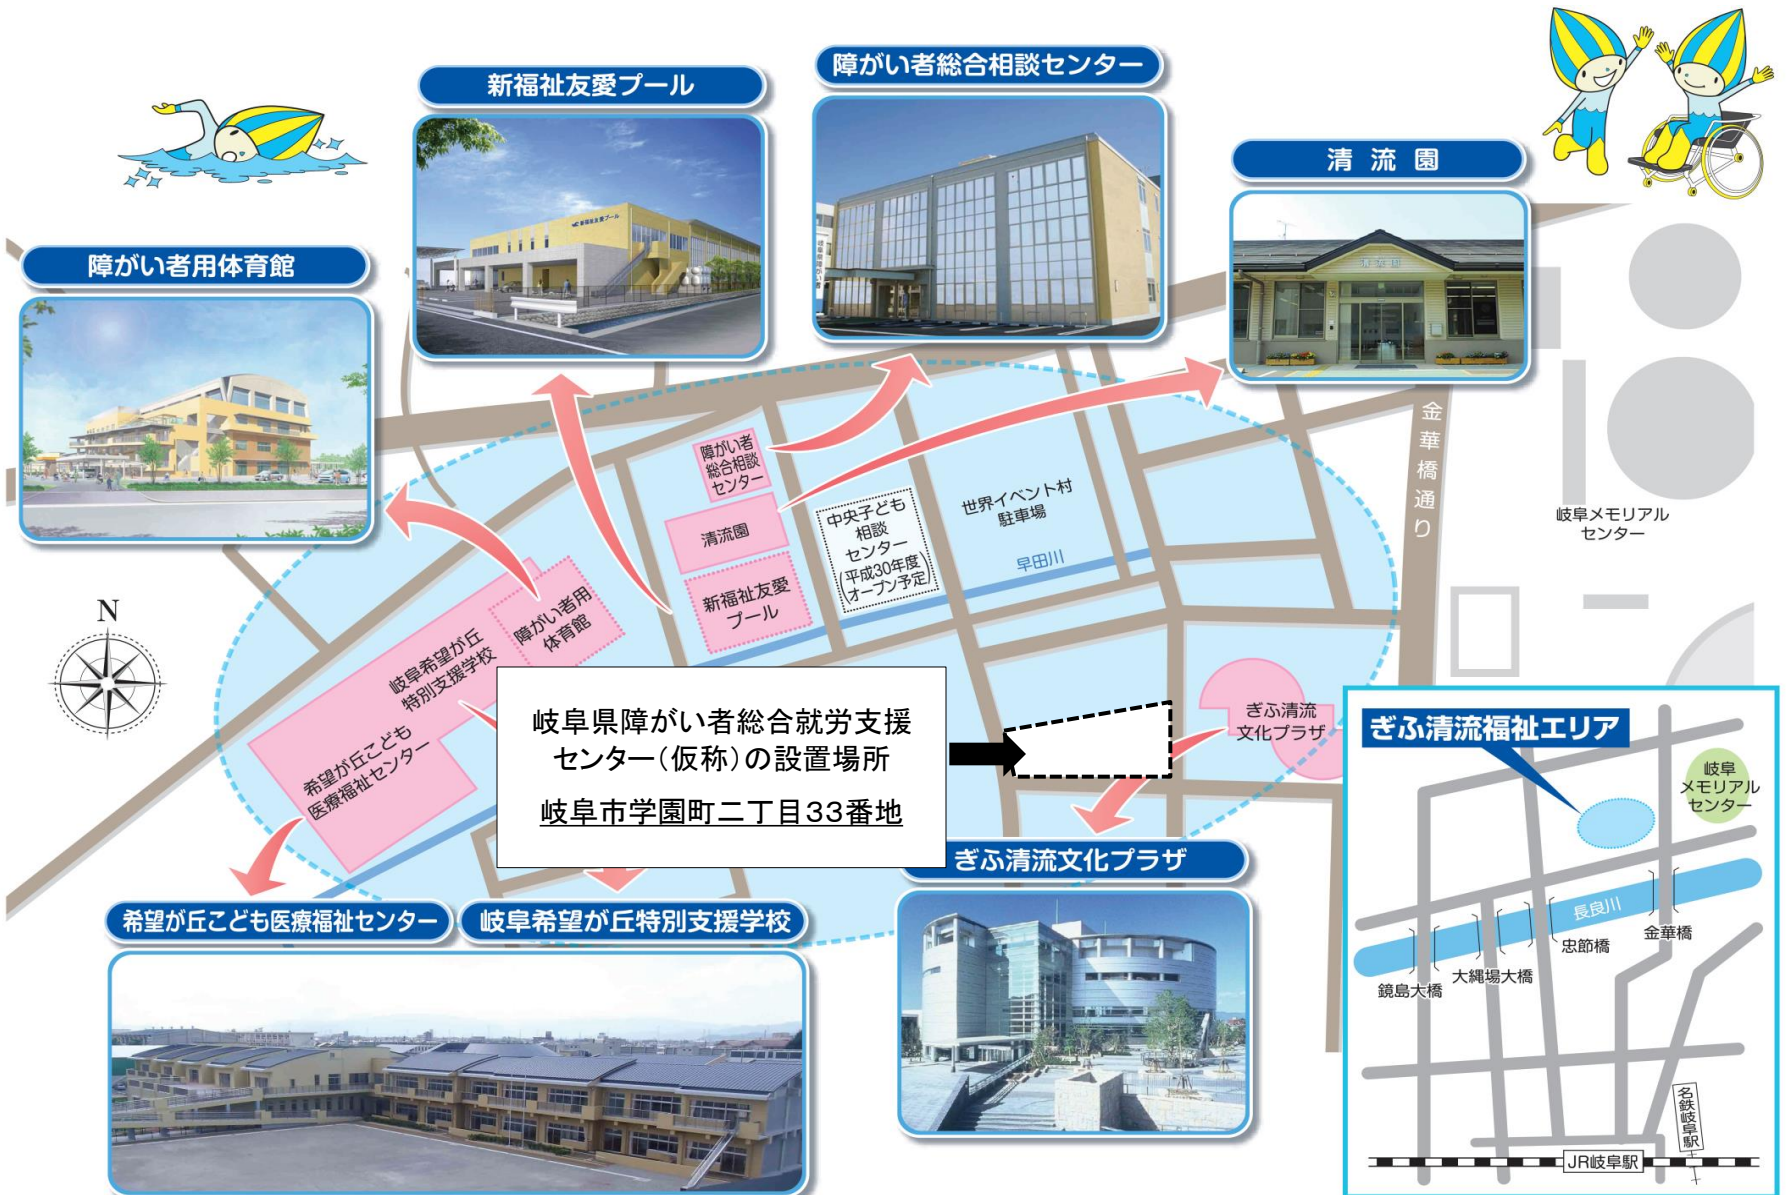 新福祉友愛プール
障がい者総合相談センター
清流園
障がい者用体育館
新福祉友愛プール
清流園
金華橋通り
岐阜メモリアル
センター
障がい者
総合相談
センター
清流園
新福祉友愛
プール
中央子ども
相談
センター
(平成30年度
オープン予定)
世界イベント村
駐車場
早田川
N
障がい者用
体育館
岐阜希望が丘
特別支援学校
希望が丘こども
医療福祉センター
岐阜県障がい者総合就労支援
センター(仮称)の設置場所
岐阜市学園町二丁目33番地
ぎふ清流
文化プラザ
ぎふ清流文化プラザ
希望が丘こども医療福祉センター
岐阜希望が丘特別支援学校
ぎふ清流福祉エリア
岐阜
メモリアル
センター
長良川
金華橋
忠節橋
大縄場大橋
鏡島大橋
名鉄岐阜駅
JR岐阜駅